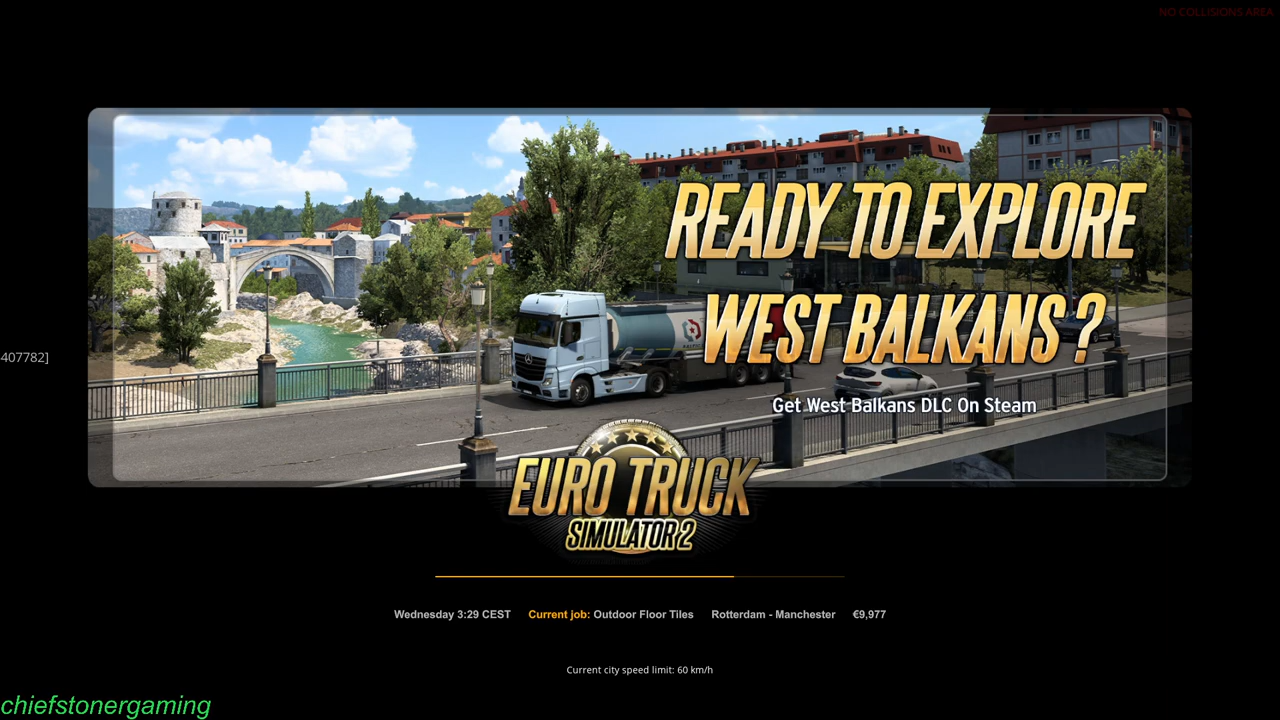 NO COLLISIONS AREA
READY TO EXPLORE
WEST BALKANS ?
407782]
Get West Balkans DLC On Steam
EURO TRUCK
SIMULATOR 2
Wednesday 3:29 CEST Current job: Outdoor Floor Tiles Rotterdam - Manchester €9,977
Current city speed limit: 60 km/h
chiefstonergaming